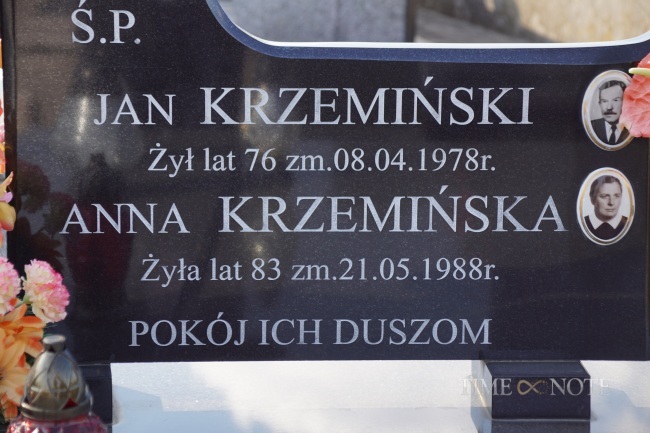 Ś.P.
JAN KRZEMIŃSKI
Żył lat 76 zm.08.04.1978r.
ANNA KRZEMIŃSKA
Żyła lat 83 zm.21.05.1988r.
POKÓJ ICH DUSZOM
TIME NOTE